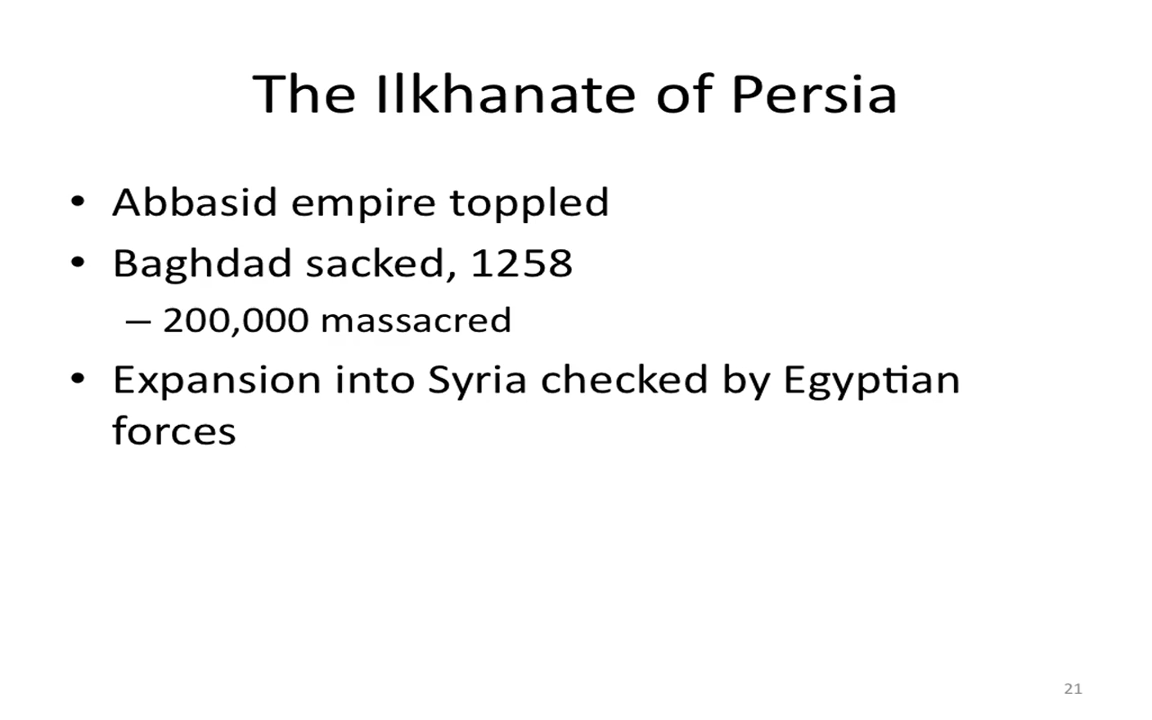 The Ilkhanate of Persia
• Abbasid empire toppled
• Baghdad sacked, 1258
– 200,000 massacred
• Expansion into Syria checked by Egyptian
forces
21